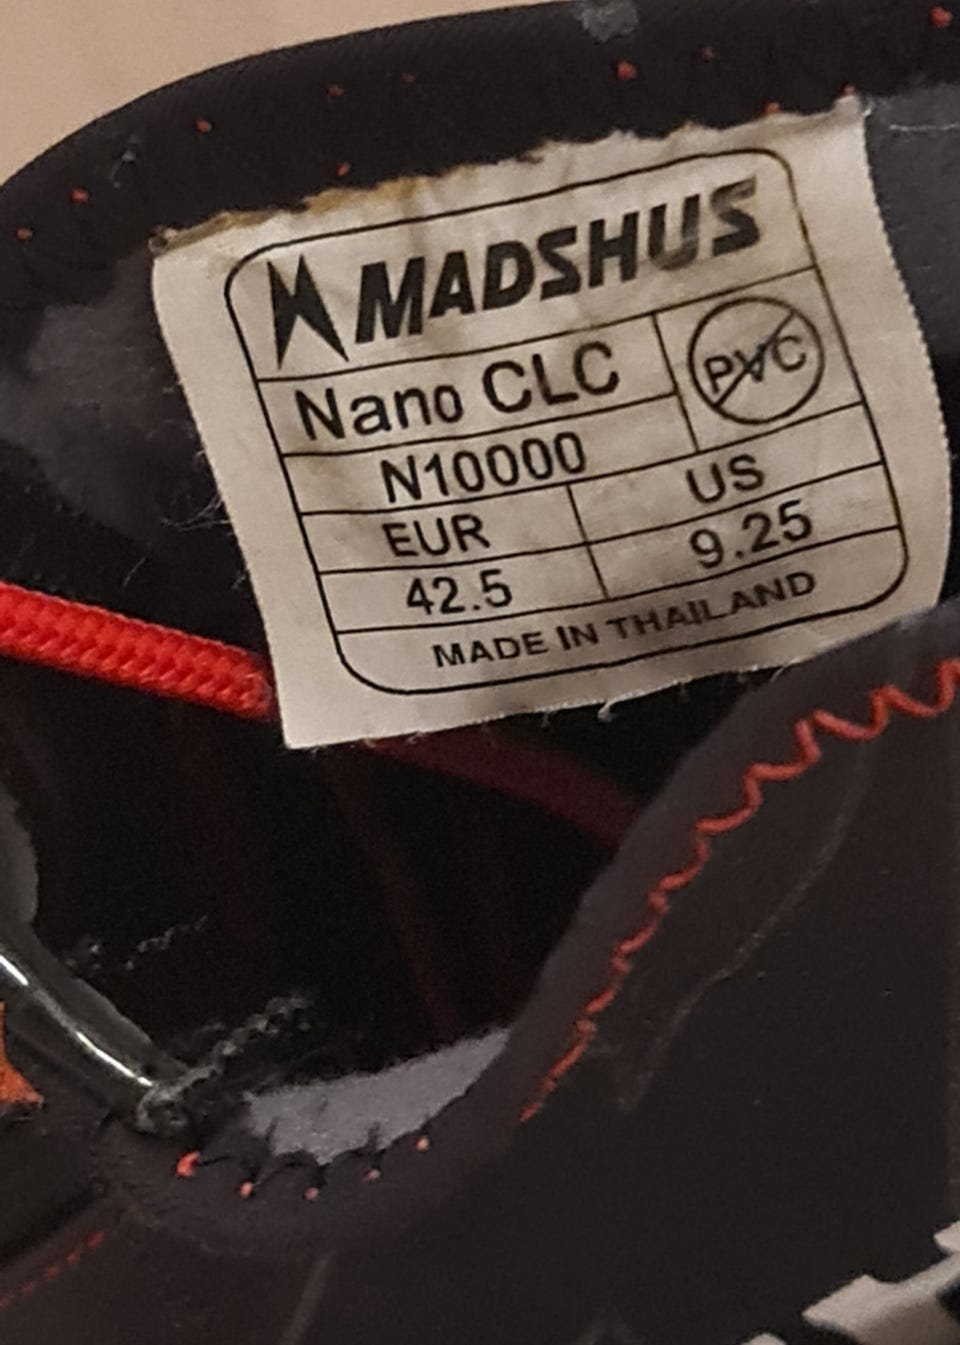 MADSHUS
Nano CLC
PVC
N10000
EUR US
42.5 9.25
MADE IN THAILAND